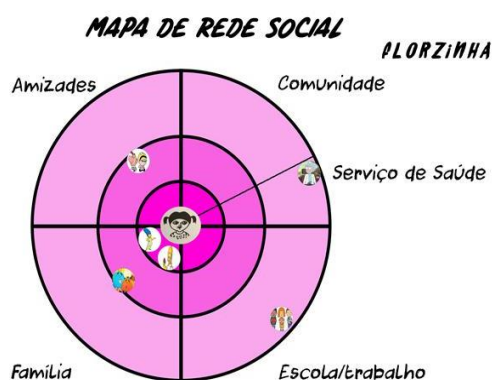 MAPA DE REDE SOCIAL
FLORZINHA
Amizades
Comunidade
Serviço de Saúde
Família
Escola/trabalho